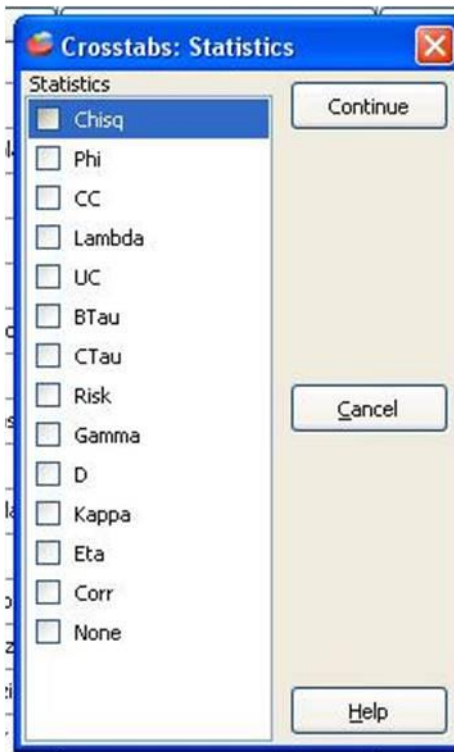 Crosstabs: Statistics
Statistics
Chisq
Phi
CC
Lambda
UC
BTau
CTau
Risk
Gamma
D
Kappa
Eta
Corr
None
Continue
Cancel
Help